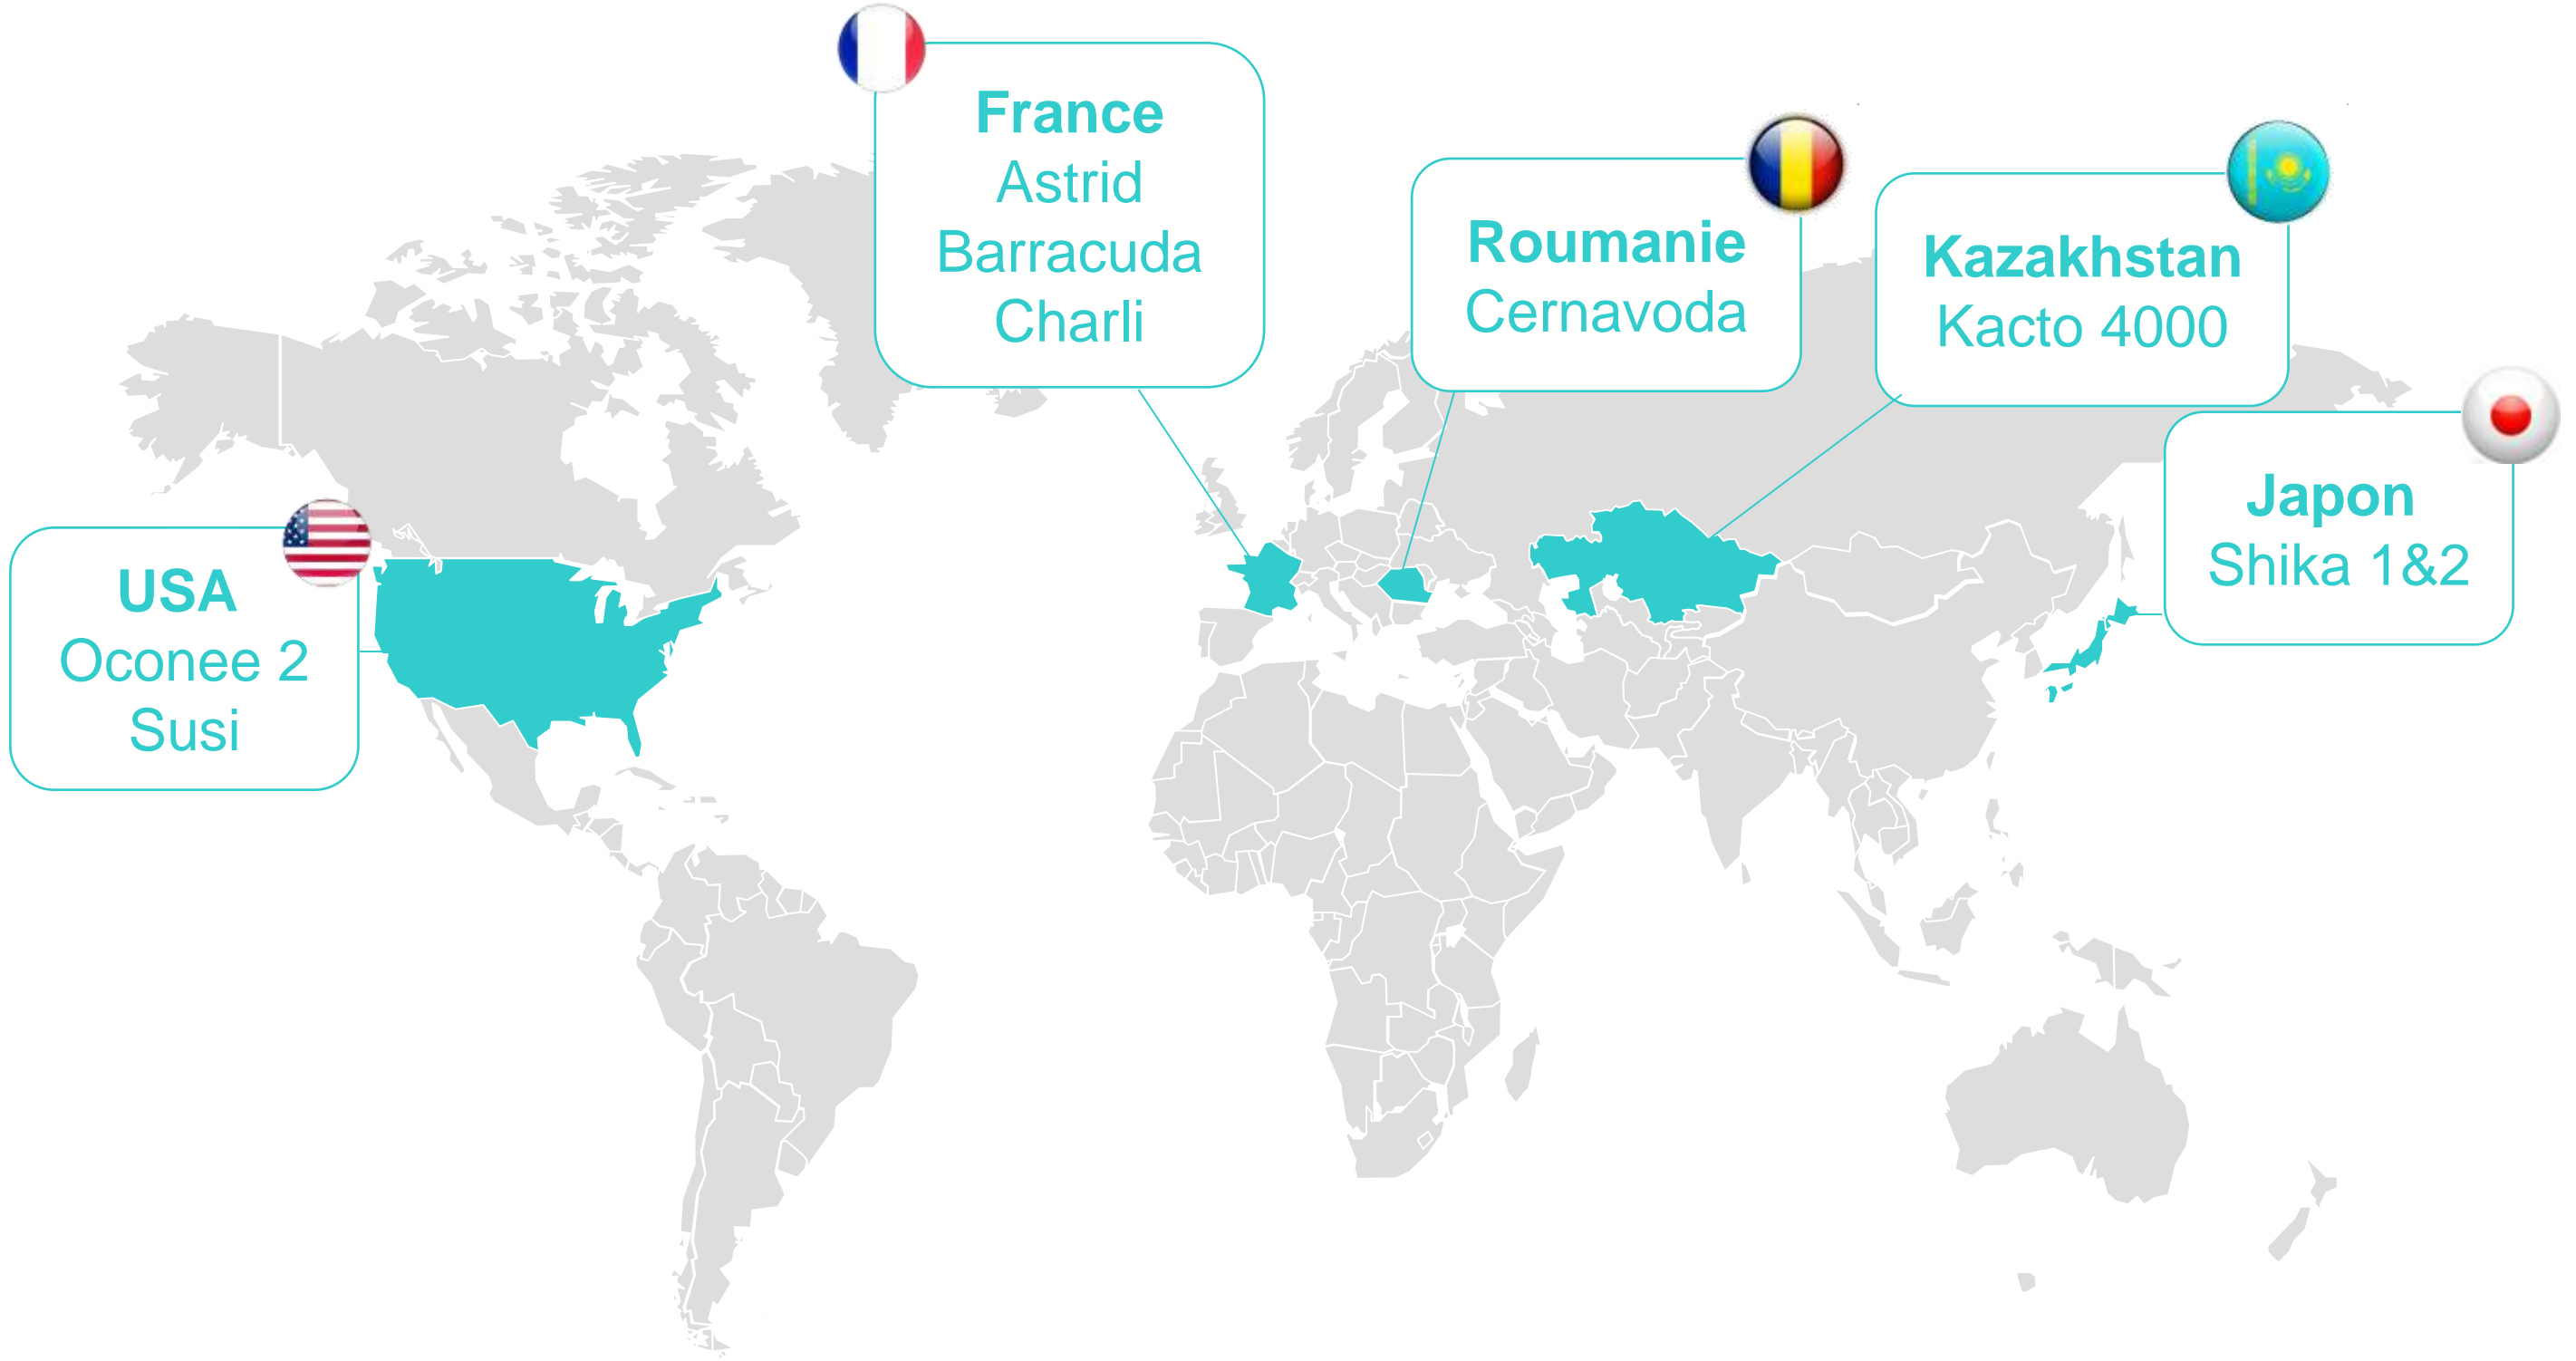 France
Astrid
Barracuda
Charli
Roumanie
Cernavoda
Kazakhstan
Kacto 4000
Japon
Shika 1&2
USA
Oconee 2
Susi